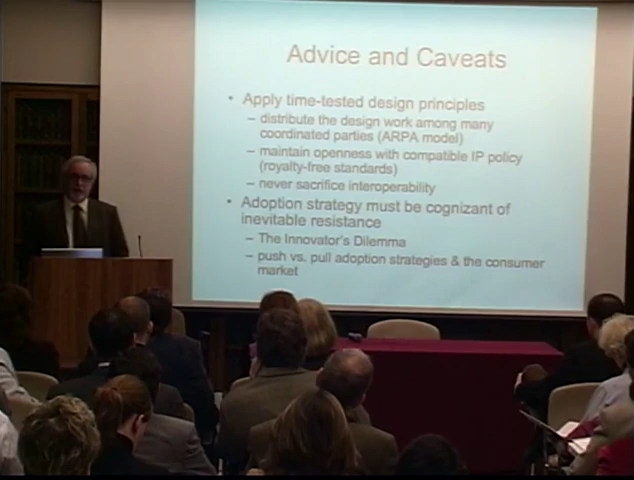 Advice and Caveats
• Apply time-tested design principles
– distribute the design work among many
coordinated parties (ARPA model)
– maintain openness with compatible IP policy
(royalty-free standards)
– never sacrifice interoperability
• Adoption strategy must be cognizant of
inevitable resistance
– The Innovator's Dilemma
– push vs. pull adoption strategies & the consumer
market